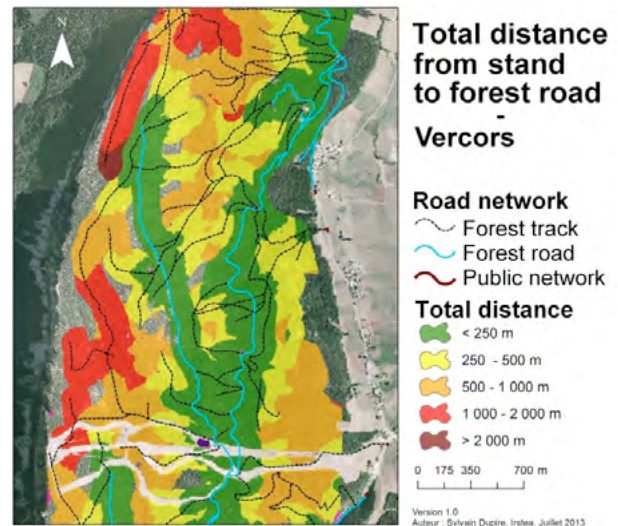 N
Total distance
from stand
to forest road
-
Vercors
Road network
Forest track
Forest road
Public network
Total distance
< 250 m
250 - 500 m
500 - 1 000 m
1 000 - 2 000 m
> 2 000 m
0 175 350 700 m
Version 1.0
Auteur : Sylvain Dupire, Irstea, Juillet 2013